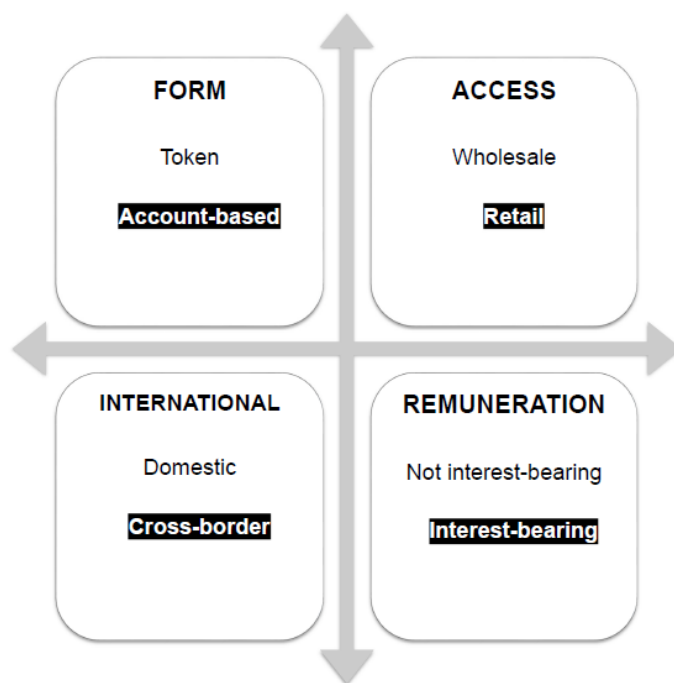 FORM
Token
Account-based
ACCESS
Wholesale
Retail
INTERNATIONAL
Domestic
Cross-border
REMUNERATION
Not interest-bearing
Interest-bearing